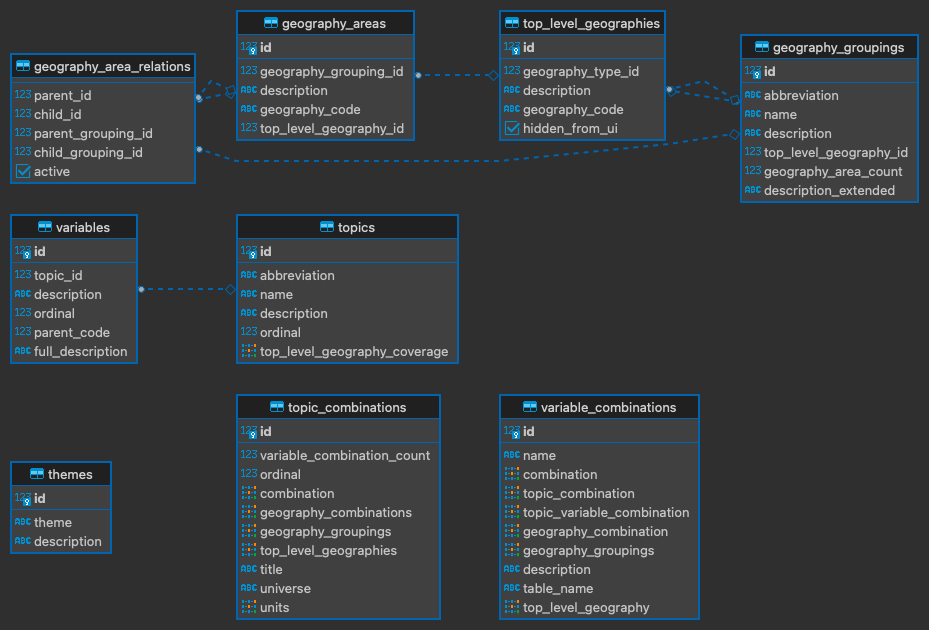 geography_area_relations
123 parent_id
123 child_id
123 parent_grouping_id
123 child_grouping_id
active
geography_areas
123 id
123 geography_grouping_id
ABC description
ABC geography_code
123 top_level_geography_id
top_level_geographies
123 id
123 geography_type_id
ABC description
ABC geography_code
hidden_from_ui
geography_groupings
123 id
ABC abbreviation
ABC name
ABC description
123 top_level_geography_id
123 geography_area_count
ABC description_extended
variables
123 id
123 topic_id
ABC description
123 ordinal
123 parent_code
ABC full_description
topics
123 id
ABC abbreviation
ABC name
ABC description
123 ordinal
top_level_geography_coverage
themes
123 id
ABC theme
ABC description
topic_combinations
123 id
123 variable_combination_count
123 ordinal
combination
geography_combinations
geography_groupings
top_level_geographies
ABC title
ABC universe
units
variable_combinations
123 id
ABC name
combination
topic_combination
topic_variable_combination
geography_combination
geography_groupings
ABC description
ABC table_name
top_level_geography